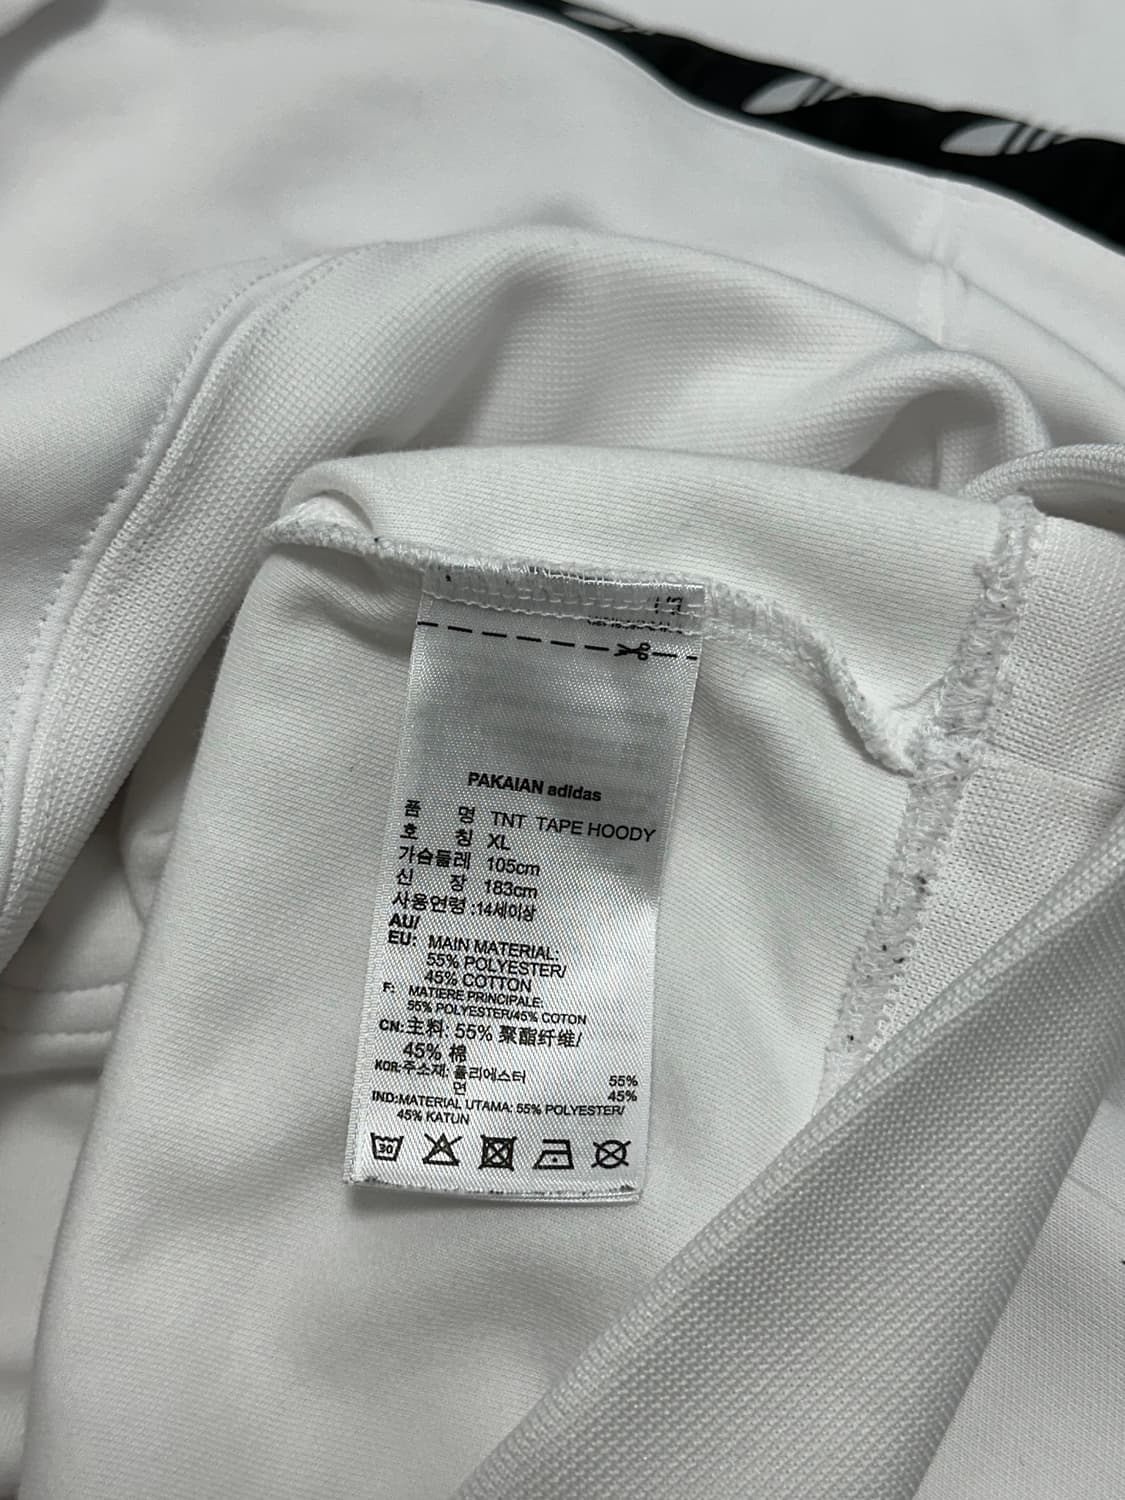 PAKAIAN adidas
품 명 TNT TAPE HOODY
호 칭 XL
가슴둘레 105cm
신 장 183cm
사용연령 :14세이상
AU/
EU: MAIN MATERIAL:
55% POLYESTER/
45% COTTON
F: MATIERE PRINCIPALE:
55% POLYESTER/45% COTON
CN:主料: 55% 聚酯纤维/
45% 棉
KOR:주소재: 폴리에스터 55%
면 45%
IND:MATERIAL UTAMA: 55% POLYESTER/
45% KATUN
30